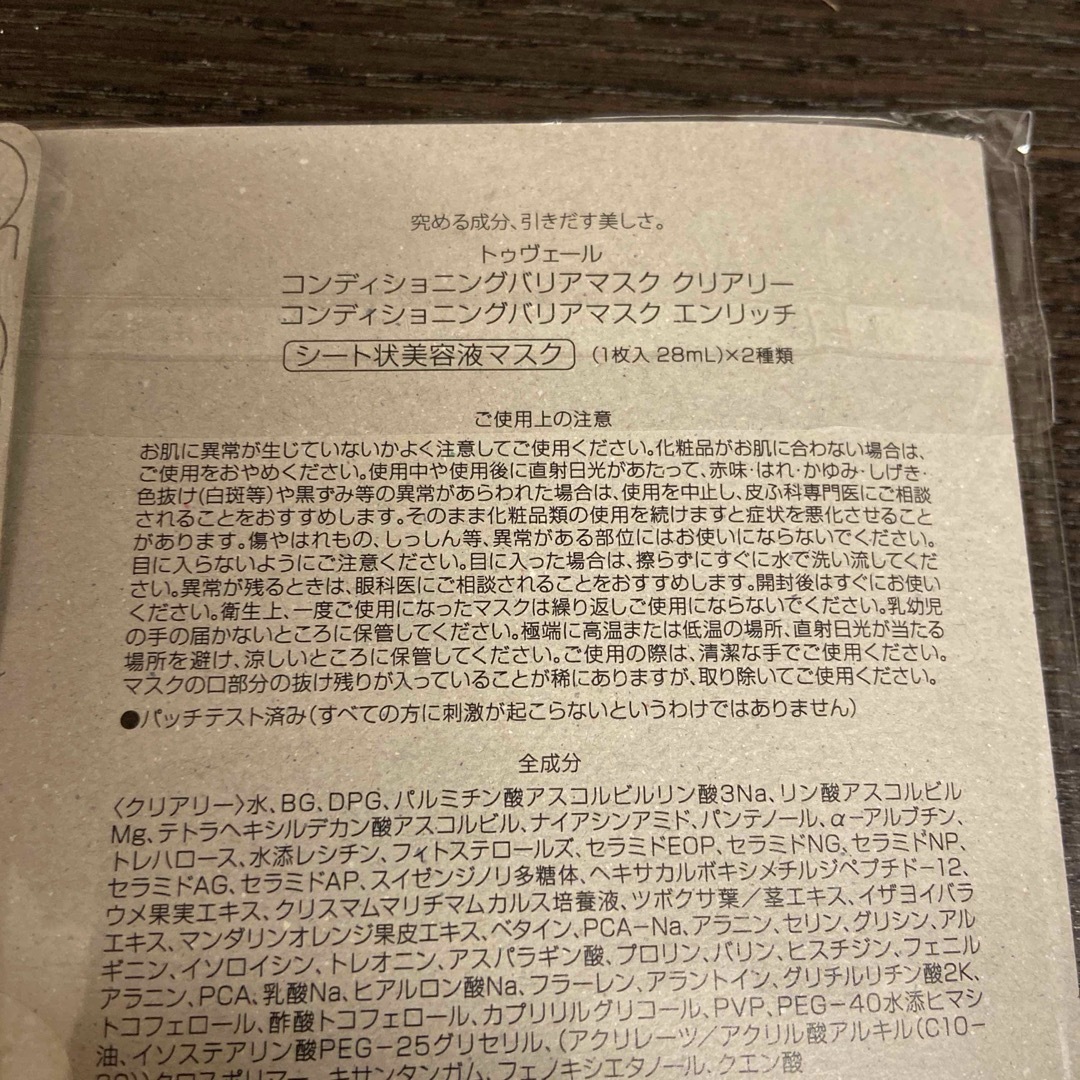 究める成分、引きだす美しさ。
トゥヴェール
コンディショニングバリアマスク クリアリー
コンディショニングバリアマスク エンリッチ
シート状美容液マスク (1枚入 28mL)×2種類
ご使用上の注意
お肌に異常が生じていないかよく注意してご使用ください。化粧品がお肌に合わない場合は、
ご使用をおやめください。使用中や使用後に直射日光があたって、赤味・はれ・かゆみ・しげき・
色抜け(白斑等)や黒ずみ等の異常があらわれた場合は、使用を中止し、皮ふ科専門医にご相談
されることをおすすめします。そのまま化粧品類の使用を続けますと症状を悪化させること
があります。傷やはれもの、しっしん等、異常がある部位にはお使いにならないでください。
目に入らないようにご注意ください。目に入った場合は、擦らずにすぐに水で洗い流してくだ
さい。異常が残るときは、眼科医にご相談されることをおすすめします。開封後はすぐにお使い
ください。衛生上、一度ご使用になったマスクは繰り返しご使用にならないでください。乳幼児
の手の届かないところに保管してください。極端に高温または低温の場所、直射日光が当たる
場所を避け、涼しいところに保管してください。ご使用の際は、清潔な手でご使用ください。
マスクの口部分の抜け残りが入っていることが稀にありますが、取り除いてご使用ください。
●パッチテスト済み(すべての方に刺激が起こらないというわけではありません)
全成分
〈クリアリー〉水、BG、DPG、パルミチン酸アスコルビルリン酸3Na、リン酸アスコルビル
Mg、テトラヘキシルデカン酸アスコルビル、ナイアシンアミド、パンテノール、α-アルブチン、
トレハロース、水添レシチン、フィトステロールズ、セラミドEOP、セラミドNG、セラミドNP、
セラミドAG、セラミドAP、スイゼンジノリ多糖体、ヘキサカルボキシメチルジペプチド-12、
ウメ果実エキス、クリスマムマリチマムカルス培養液、ツボクサ葉/茎エキス、イザヨイバラ
エキス、マンダリンオレンジ果皮エキス、ベタイン、PCA-Na、アラニン、セリン、グリシン、アル
ギニン、イソロイシン、トレオニン、アスパラギン酸、プロリン、バリン、ヒスチジン、フェニル
アラニン、PCA、乳酸Na、ヒアルロン酸Na、フラーレン、アラントイン、グリチルリチン酸2K、
トコフェロール、酢酸トコフェロール、カプリリルグリコール、PVP、PEG-40水添ヒマシ
油、イソステアリン酸PEG-25グリセリル、(アクリレーツ/アクリル酸アルキル(C10-
30))クロスポリマー、キサンタンガム、フェノキシエタノール、クエン酸